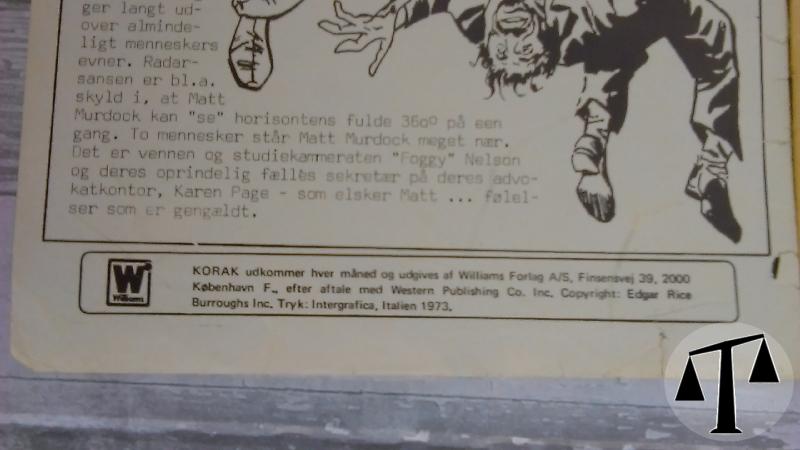 ger langt ud-
over alminde-
ligt menneskers
evner. Radar-
sansen er bl.a.
skyld i, at Matt
Murdock kan "se" horisontens fulde 360º på een
gang. To mennesker står Matt Murdock meget nær.
Det er vennen og studiekammeraten "Foggy" Nelson
og deres oprindelig fælles sekretær på deres advo-
katkontor, Karen Page - som elsker Matt ... følel-
ser som er gengældt.
W
Williams
KORAK udkommer hver måned og udgives af Williams Forlag A/S, Finsensvej 39, 2000
København F., efter aftale med Western Publishing Co. Inc. Copyright: Edgar Rice
Burroughs Inc. Tryk: Intergrafica, Italien 1973.